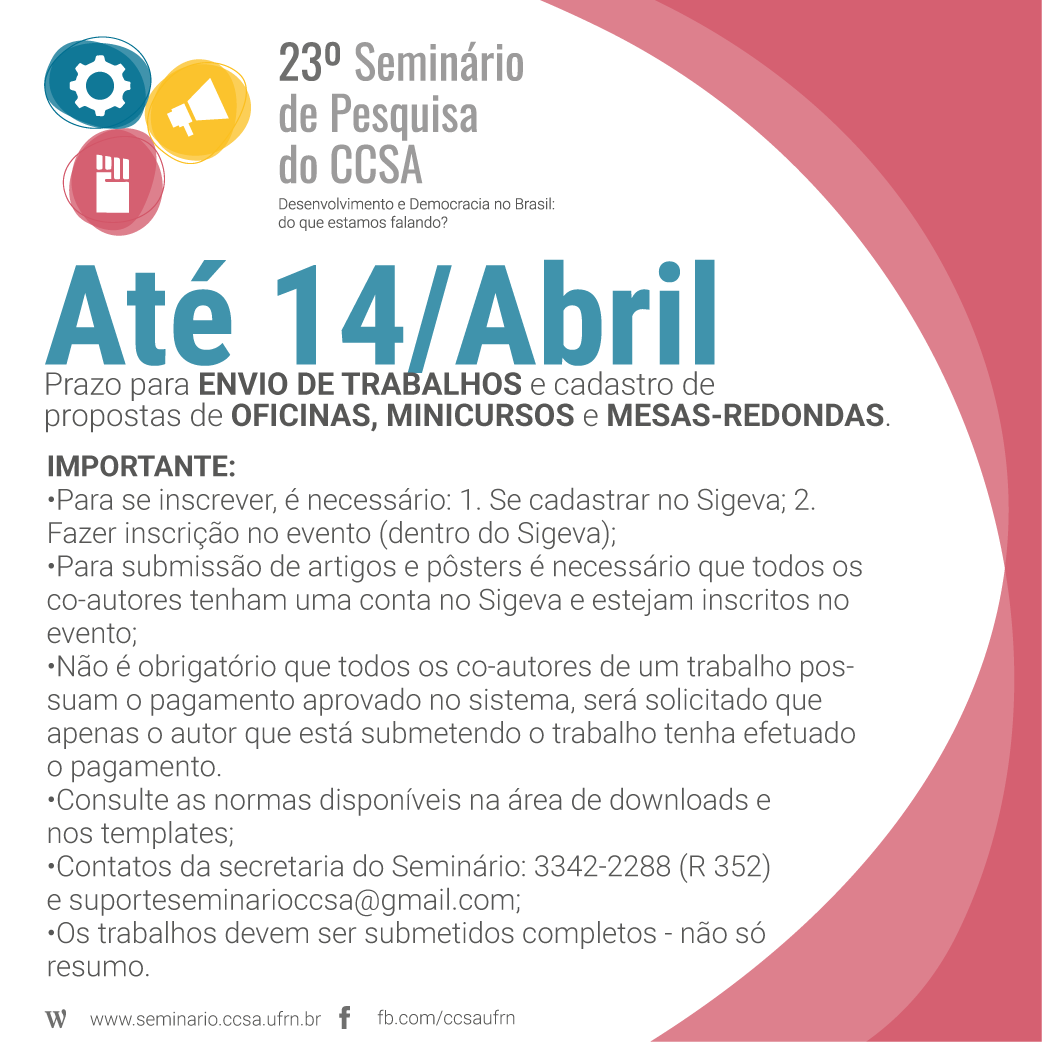 23º Seminário
de Pesquisa
do CCSA
Desenvolvimento e Democracia no Brasil:
do que estamos falando?
Até 14/Abril
Prazo para ENVIO DE TRABALHOS e cadastro de
propostas de OFICINAS, MINICURSOS e MESAS-REDONDAS.
IMPORTANTE:
•Para se inscrever, é necessário: 1. Se cadastrar no Sigeva; 2.
Fazer inscrição no evento (dentro do Sigeva);
•Para submissão de artigos e pôsters é necessário que todos os
co-autores tenham uma conta no Sigeva e estejam inscritos no
evento;
•Não é obrigatório que todos os co-autores de um trabalho pos-
suam o pagamento aprovado no sistema, será solicitado que
apenas o autor que está submetendo o trabalho tenha efetuado
o pagamento.
•Consulte as normas disponíveis na área de downloads e
nos templates;
•Contatos da secretaria do Seminário: 3342-2288 (R 352)
e suporteseminarioccsa@gmail.com;
•Os trabalhos devem ser submetidos completos - não só
resumo.
W www.seminario.ccsa.ufrn.br f fb.com/ccsaufrn